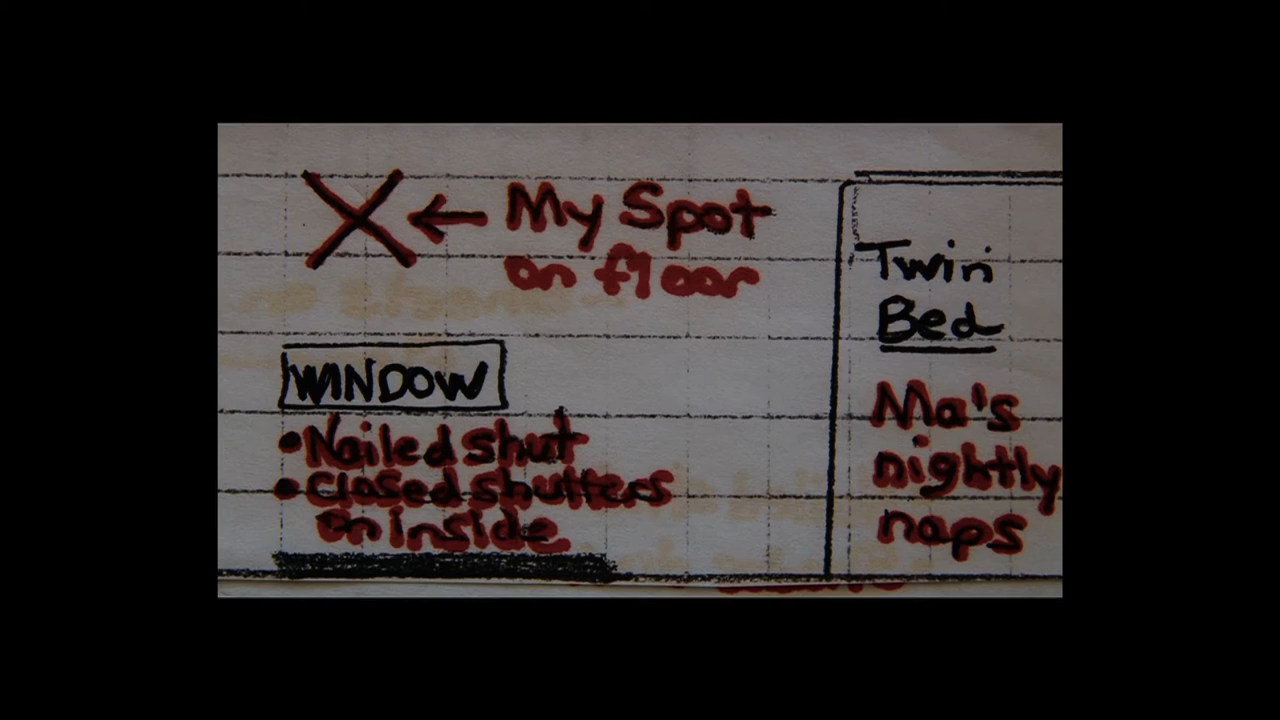 My Spot
on floor
WINDOW
• Nailed shut
• Closed shutters
on inside
Twin
Bed
Ma's
nightly
naps